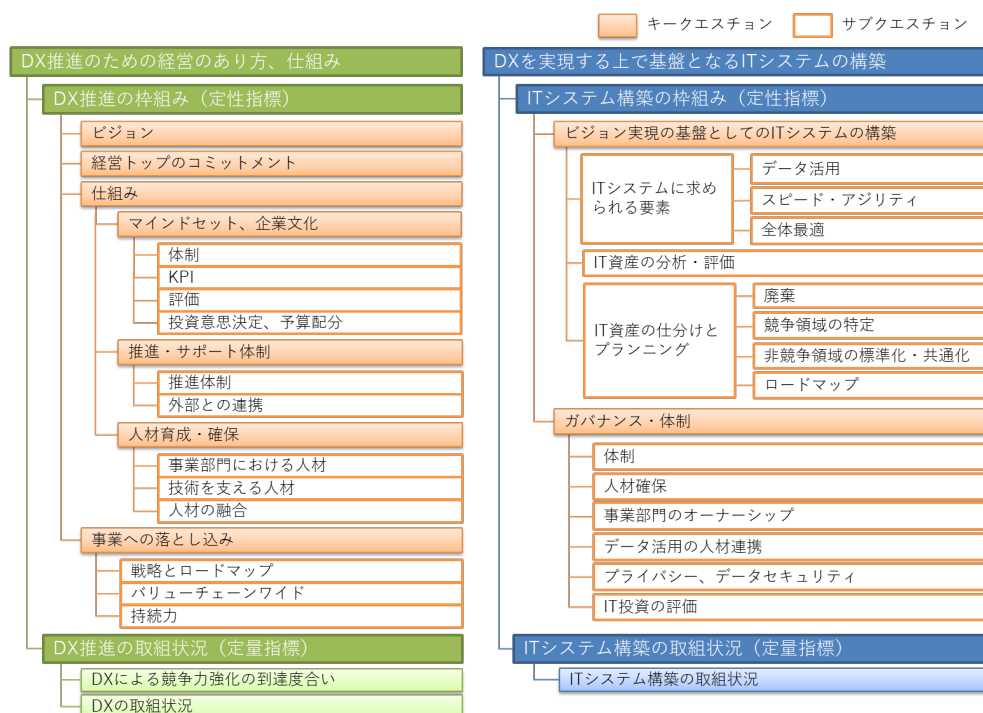 キークエスチョン
サブクエスチョン
DX推進のための経営のあり方、仕組み
DX推進の枠組み（定性指標）
ビジョン
経営トップのコミットメント
仕組み
マインドセット、企業文化
体制
KPI
評価
投資意思決定、予算配分
推進・サポート体制
推進体制
外部との連携
人材育成・確保
事業部門における人材
技術を支える人材
人材の融合
事業への落とし込み
戦略とロードマップ
バリューチェーンワイド
持続力
DX推進の取組状況（定量指標）
DXによる競争力強化の到達度合い
DXの取組状況
DXを実現する上で基盤となるITシステムの構築
ITシステム構築の枠組み（定性指標）
ビジョン実現の基盤としてのITシステムの構築
ITシステムに求め
られる要素
データ活用
スピード・アジリティ
全体最適
IT資産の分析・評価
IT資産の仕分けと
プランニング
廃棄
競争領域の特定
非競争領域の標準化・共通化
ロードマップ
ガバナンス・体制
体制
人材確保
事業部門のオーナーシップ
データ活用の人材連携
プライバシー、データセキュリティ
IT投資の評価
ITシステム構築の取組状況（定量指標）
ITシステム構築の取組状況